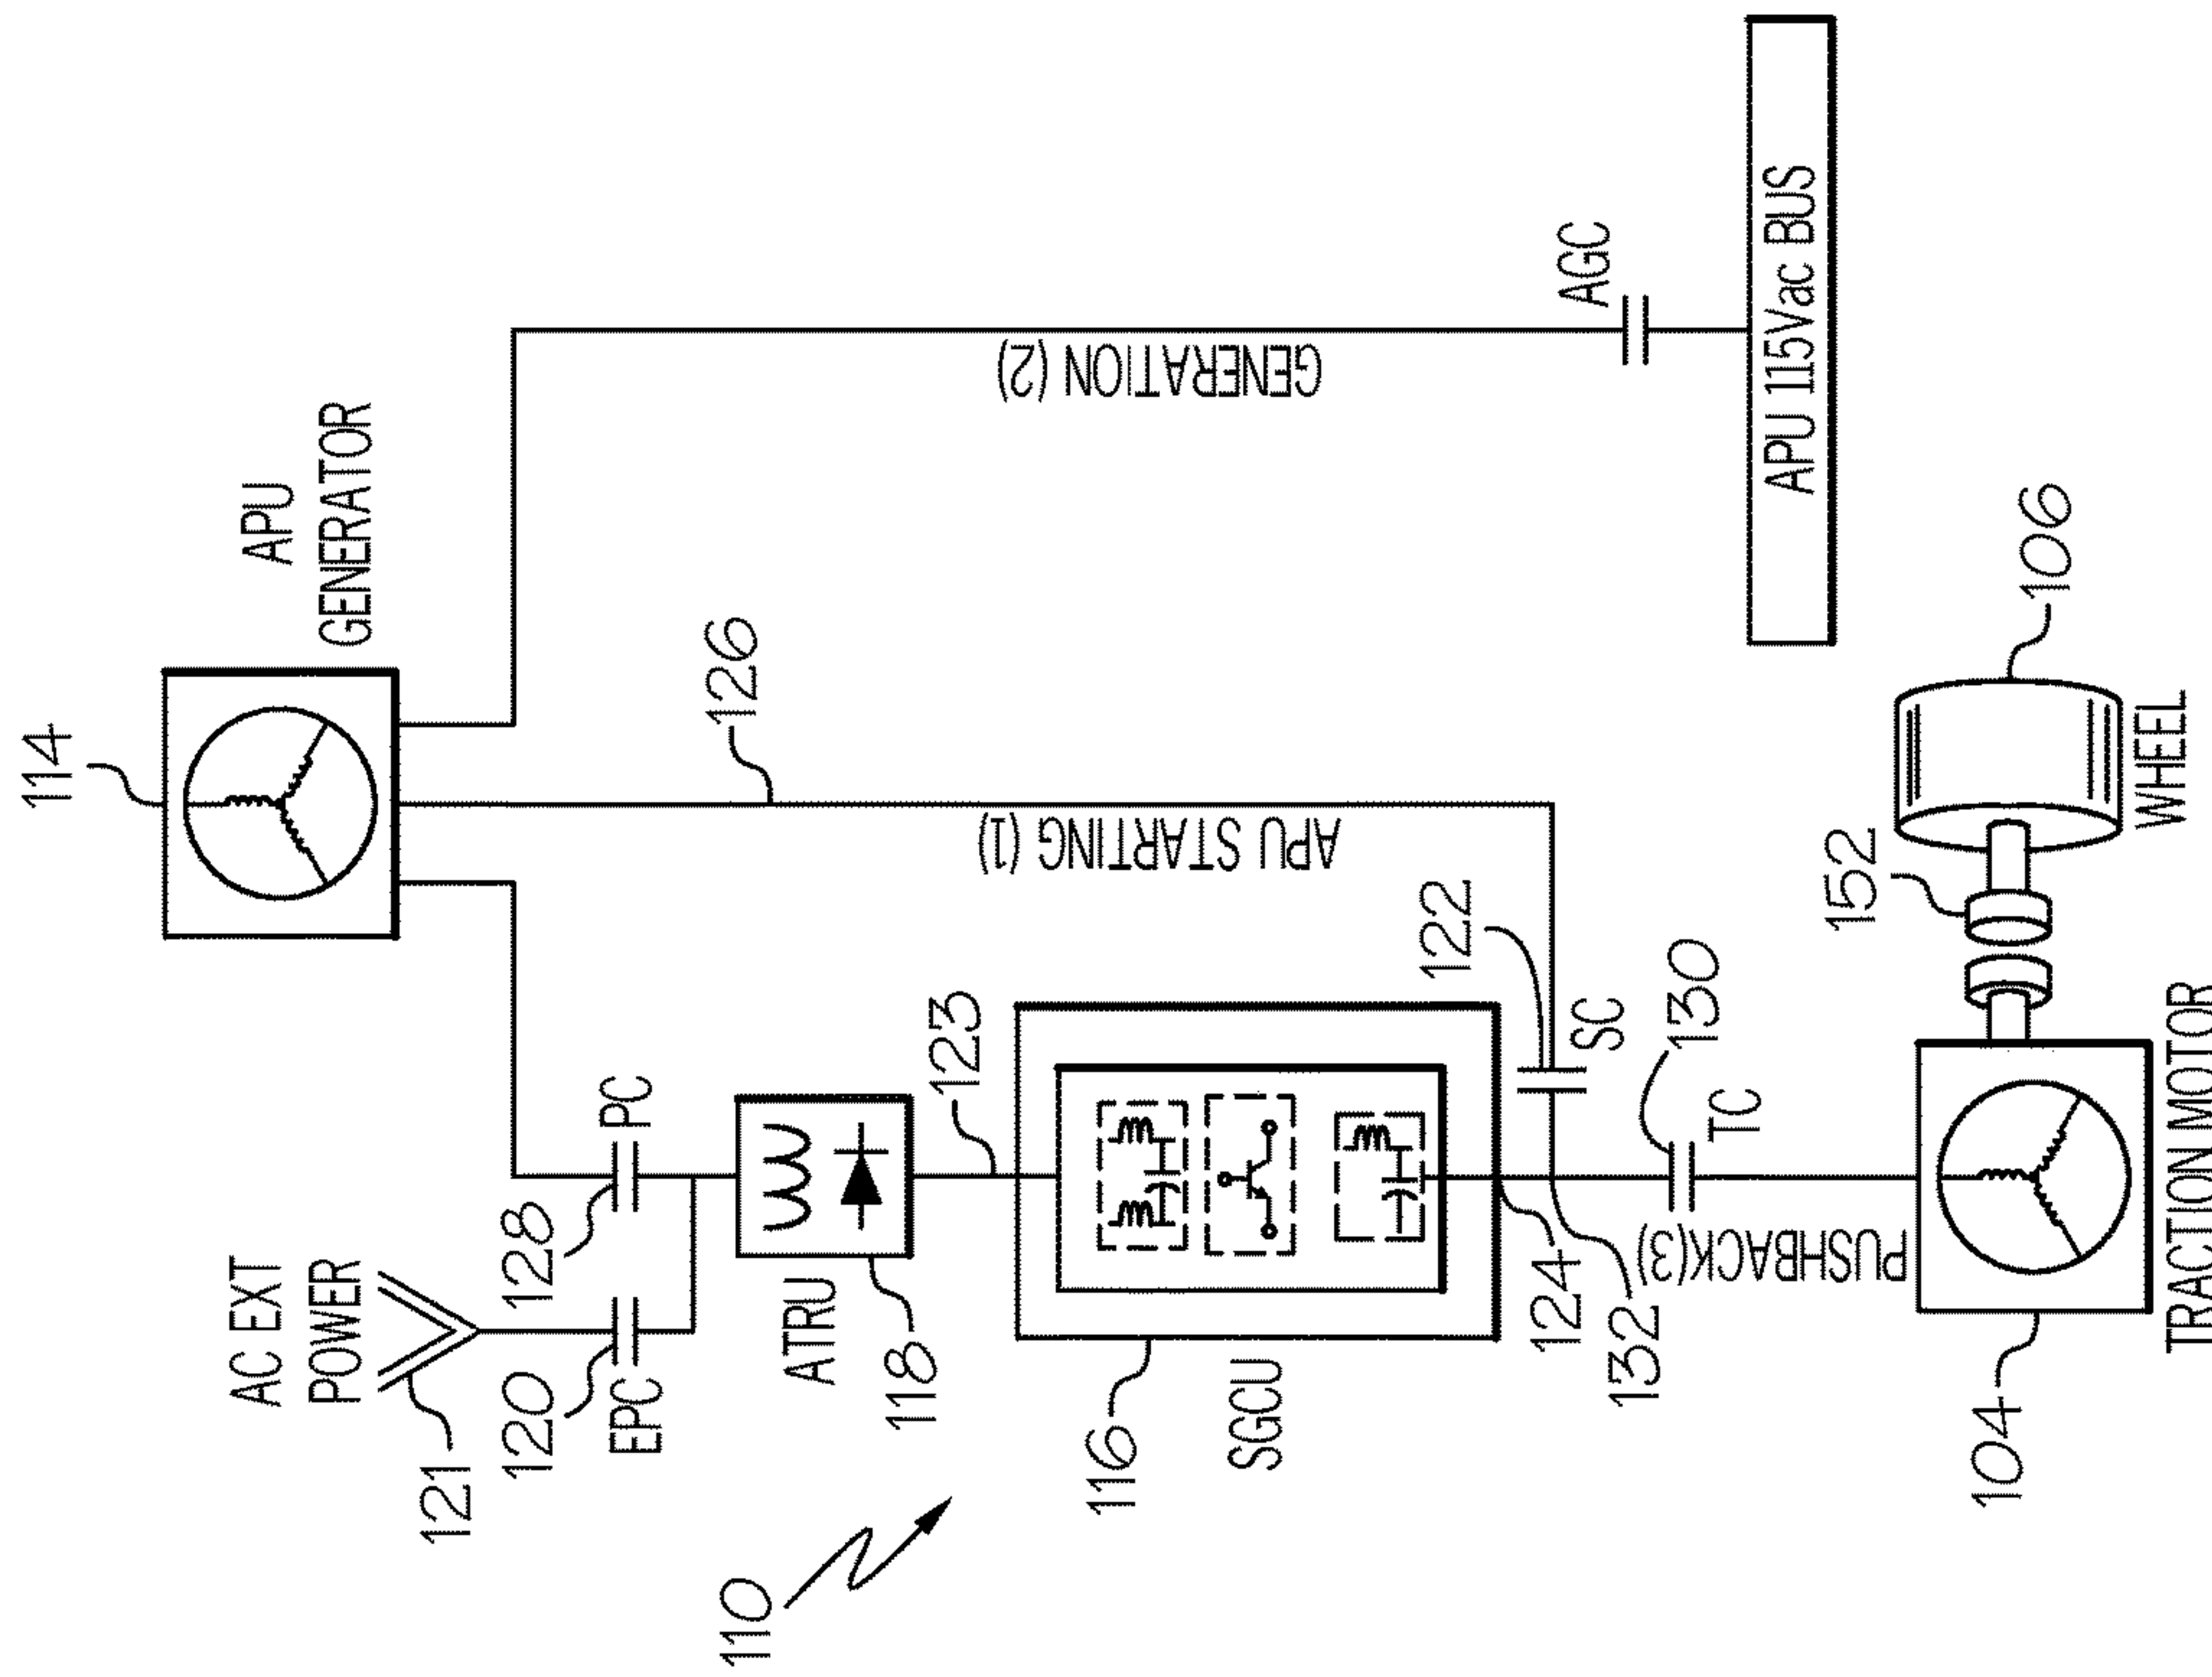 114
APU
GENERATOR
AC EXT
POWER
121
120
EPC
128
PC
126
ATRU
118
123
110
116
SGCU
APU STARTING (1)
GENERATION (2)
AGC
APU 115Vac BUS
122
SC
124
132
130
TC
PUSHBACK(3)
152
106
WHEEL
104
TRACTION MOTOR